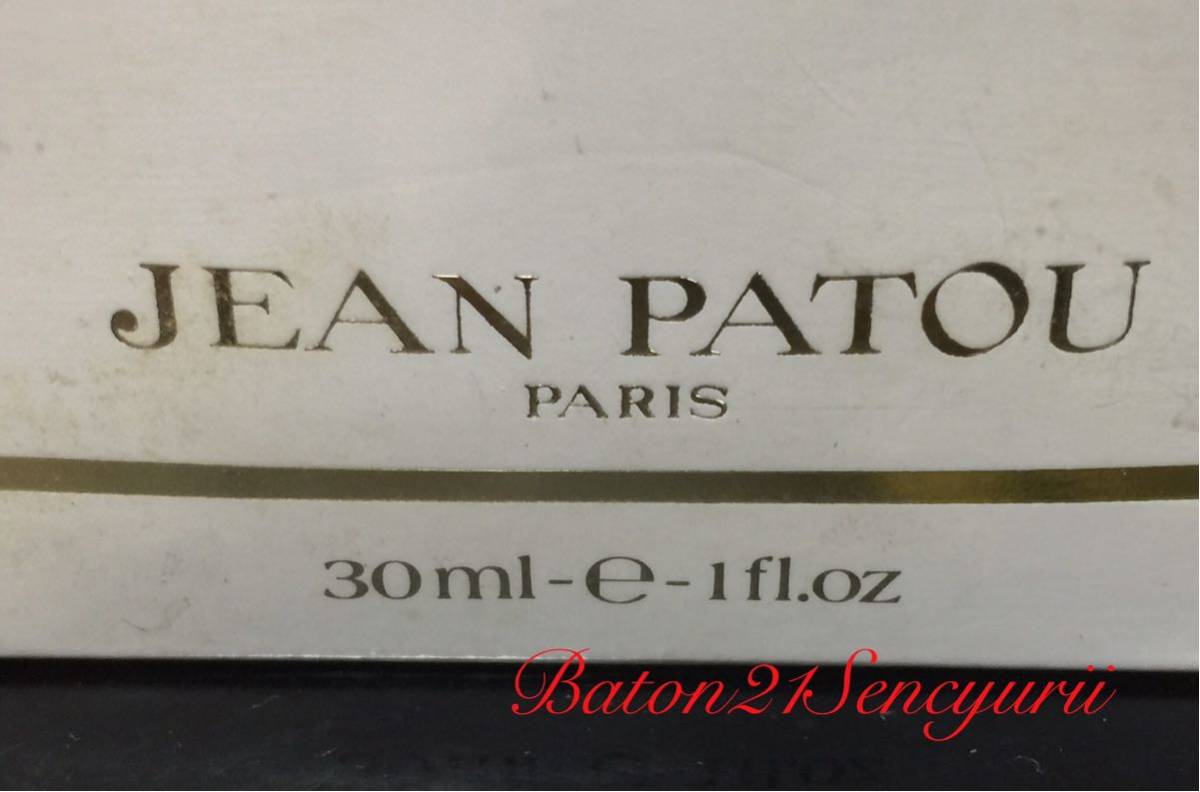 JEAN PATOU
PARIS
30ml-e-1fl.oz
Baton21Sencyurii